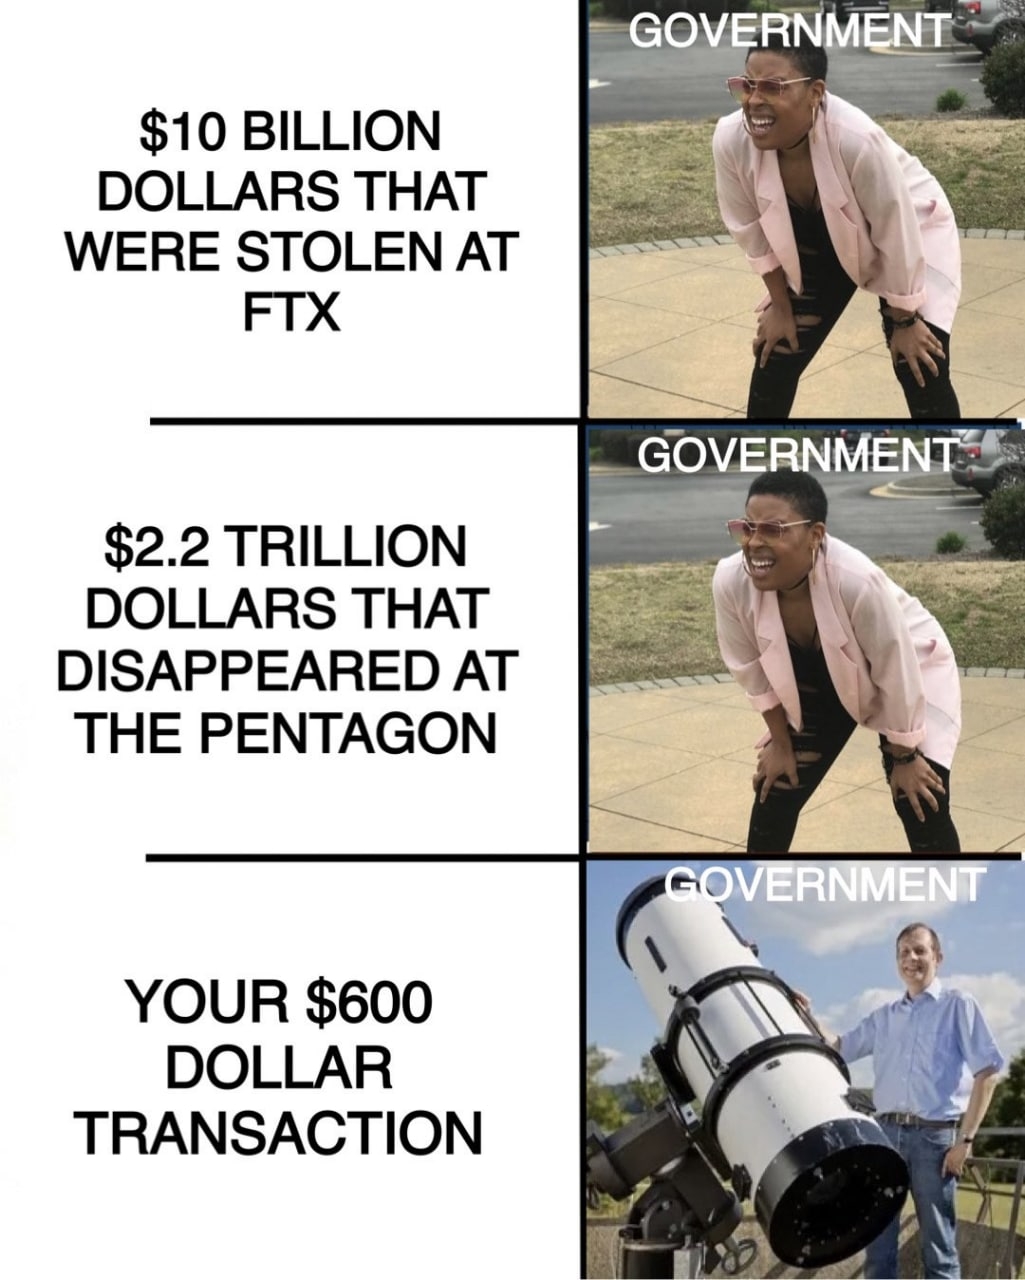 GOVERNMENT
$10 BILLION
DOLLARS THAT
WERE STOLEN AT
FTX
GOVERNMENT
$2.2 TRILLION
DOLLARS THAT
DISAPPEARED AT
THE PENTAGON
GOVERNMENT
YOUR $600
DOLLAR
TRANSACTION